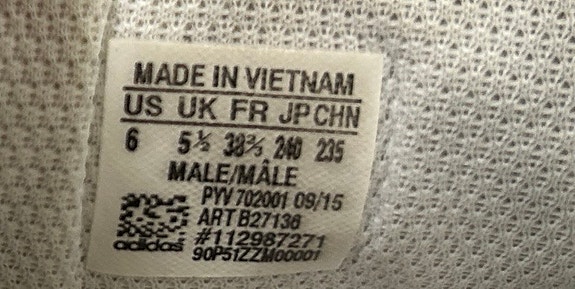 MADE IN VIETNAM
US UK FR JP CHN
6 5½ 38⅔ 240 235
MALE/MÂLE
PYV 702001 09/15
ART B27136
#112987271
adidas 90P51ZZM00001